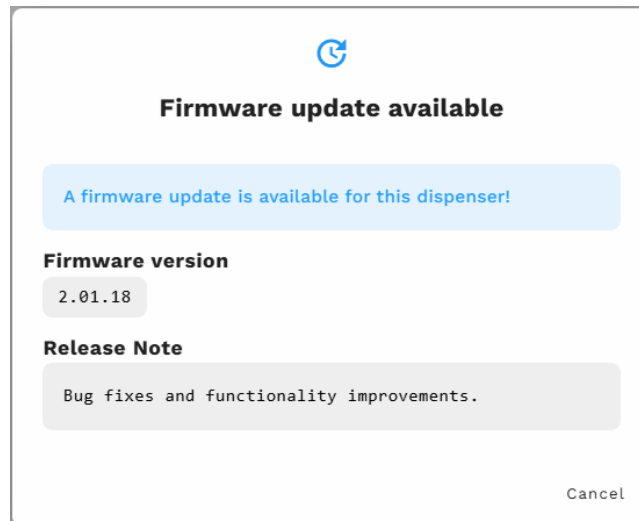 Firmware update available
A firmware update is available for this dispenser!
Firmware version
2.01.18
Release Note
Bug fixes and functionality improvements.
Cancel